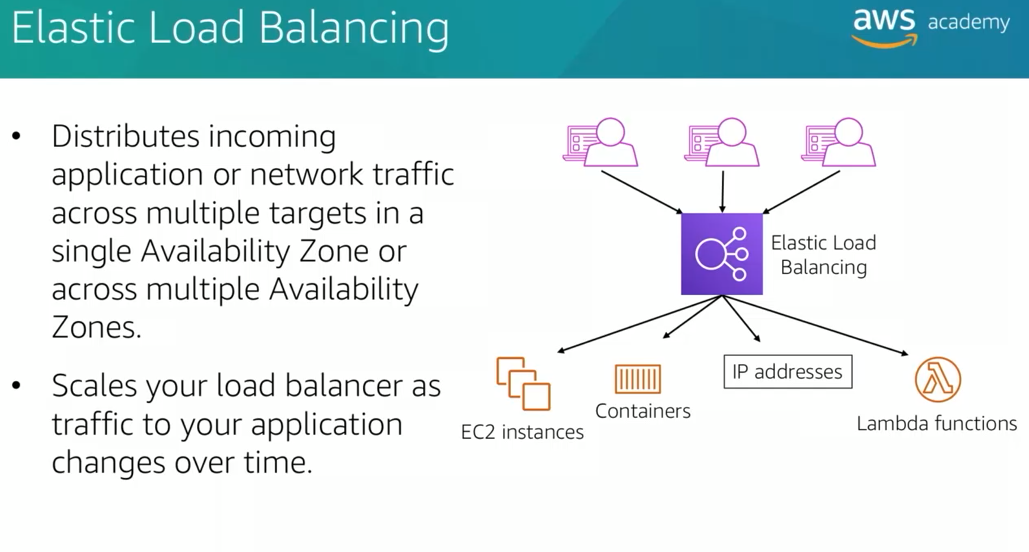 Elastic Load Balancing
aws academy
• Distributes incoming
application or network traffic
across multiple targets in a
single Availability Zone or
across multiple Availability
Zones.
• Scales your load balancer as
traffic to your application
changes over time.
Elastic Load
Balancing
EC2 instances
Containers
IP addresses
Lambda functions